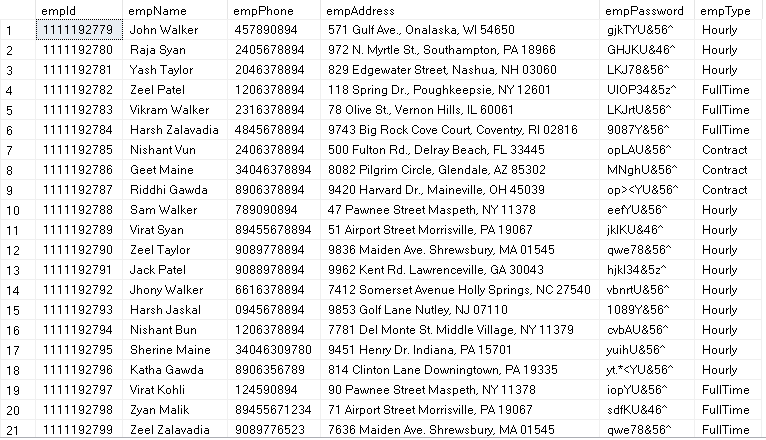 empId empName empPhone empAddress empPassword empType
1 1111192779 John Walker 457890894 571 Gulf Ave., Onalaska, WI 54650 gjkTYU&56^ Hourly
2 1111192780 Raja Syan 2405678894 972 N. Myrtle St., Southampton, PA 18966 GHJKU&46^ Hourly
3 1111192781 Yash Taylor 2046378894 829 Edgewater Street, Nashua, NH 03060 LKJ78&56^ Hourly
4 1111192782 Zeel Patel 1206378894 118 Spring Dr., Poughkeepsie, NY 12601 UIOP34&5z^ FullTime
5 1111192783 Vikram Walker 2316378894 78 Olive St., Vernon Hills, IL 60061 LKJrtU&56^ FullTime
6 1111192784 Harsh Zalavadia 4845678894 9743 Big Rock Cove Court, Coventry, RI 02816 9087Y&56^ FullTime
7 1111192785 Nishant Vun 2406378894 500 Fulton Rd., Delray Beach, FL 33445 opLAU&56^ Contract
8 1111192786 Geet Maine 34046378894 8082 Pilgrim Circle, Glendale, AZ 85302 MNghU&56^ Contract
9 1111192787 Riddhi Gawda 8906378894 9420 Harvard Dr., Maineville, OH 45039 op><YU&56^ Contract
10 1111192788 Sam Walker 789090894 47 Pawnee Street Maspeth, NY 11378 eefYU&56^ Hourly
11 1111192789 Virat Syan 89455678894 51 Airport Street Morrisville, PA 19067 jklKU&46^ Hourly
12 1111192790 Zeel Taylor 9089778894 9836 Maiden Ave. Shrewsbury, MA 01545 qwe78&56^ Hourly
13 1111192791 Jack Patel 9088978894 9962 Kent Rd. Lawrenceville, GA 30043 hjkl34&5z^ Hourly
14 1111192792 Jhony Walker 6616378894 7412 Somerset Avenue Holly Springs, NC 27540 vbnrtU&56^ Hourly
15 1111192793 Harsh Jaskal 0945678894 9853 Golf Lane Nutley, NJ 07110 1089Y&56^ Hourly
16 1111192794 Nishant Bun 1206378894 7781 Del Monte St. Middle Village, NY 11379 cvbAU&56^ Hourly
17 1111192795 Sherine Maine 34046309780 9451 Henry Dr. Indiana, PA 15701 yuihU&56^ Hourly
18 1111192796 Katha Gawda 8906356789 814 Clinton Lane Downingtown, PA 19335 yt.*<YU&56^ Hourly
19 1111192797 Virat Kohli 124590894 90 Pawnee Street Maspeth, NY 11378 iopYU&56^ FullTime
20 1111192798 Zyan Malik 89455671234 71 Airport Street Morrisville, PA 19067 sdfKU&46^ FullTime
21 1111192799 Zeel Zalavadia 9089776523 7636 Maiden Ave. Shrewsbury, MA 01545 qwe78&56^ FullTime